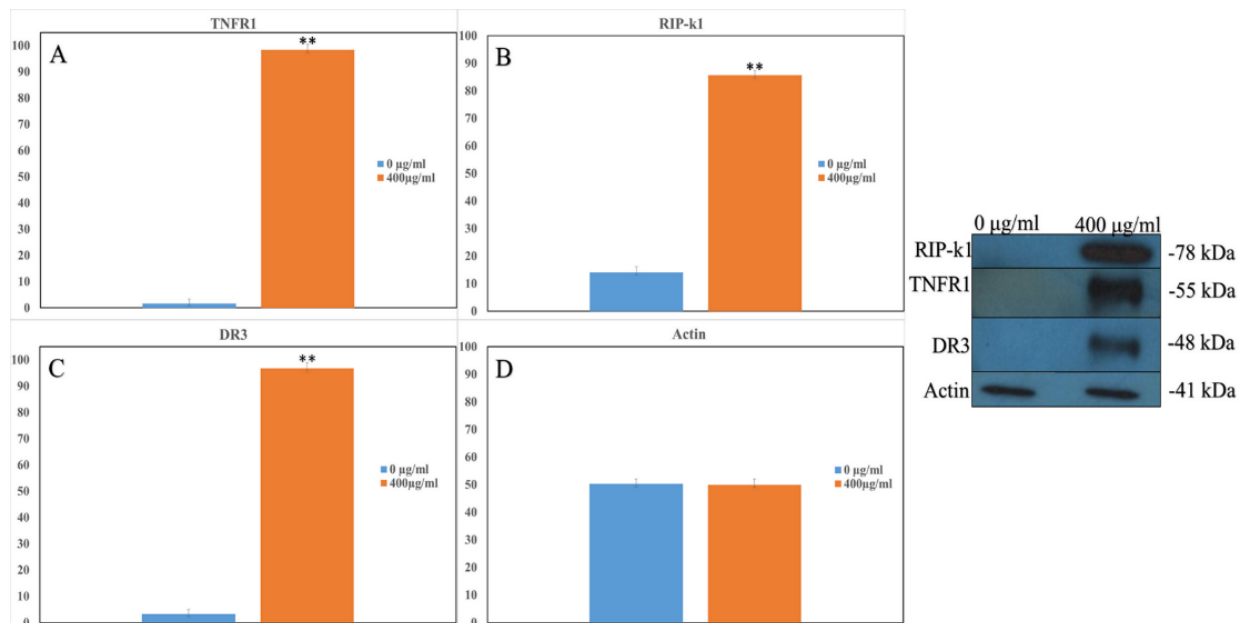 TNFR1
100
90
80
70
60
50
40
30
20
10
0
A
**
0 µg/ml
400µg/ml
RIP-k1
100
90
80
70
60
50
40
30
20
10
0
B
**
0 µg/ml
400µg/ml
DR3
100
90
80
70
60
50
40
30
20
10
0
C
**
0 µg/ml
400µg/ml
Actin
100
90
80
70
60
50
40
30
20
10
0
D
0 µg/ml
400µg/ml
0 µg/ml 400 µg/ml
RIP-k1 -78 kDa
TNFR1 -55 kDa
DR3 -48 kDa
Actin -41 kDa